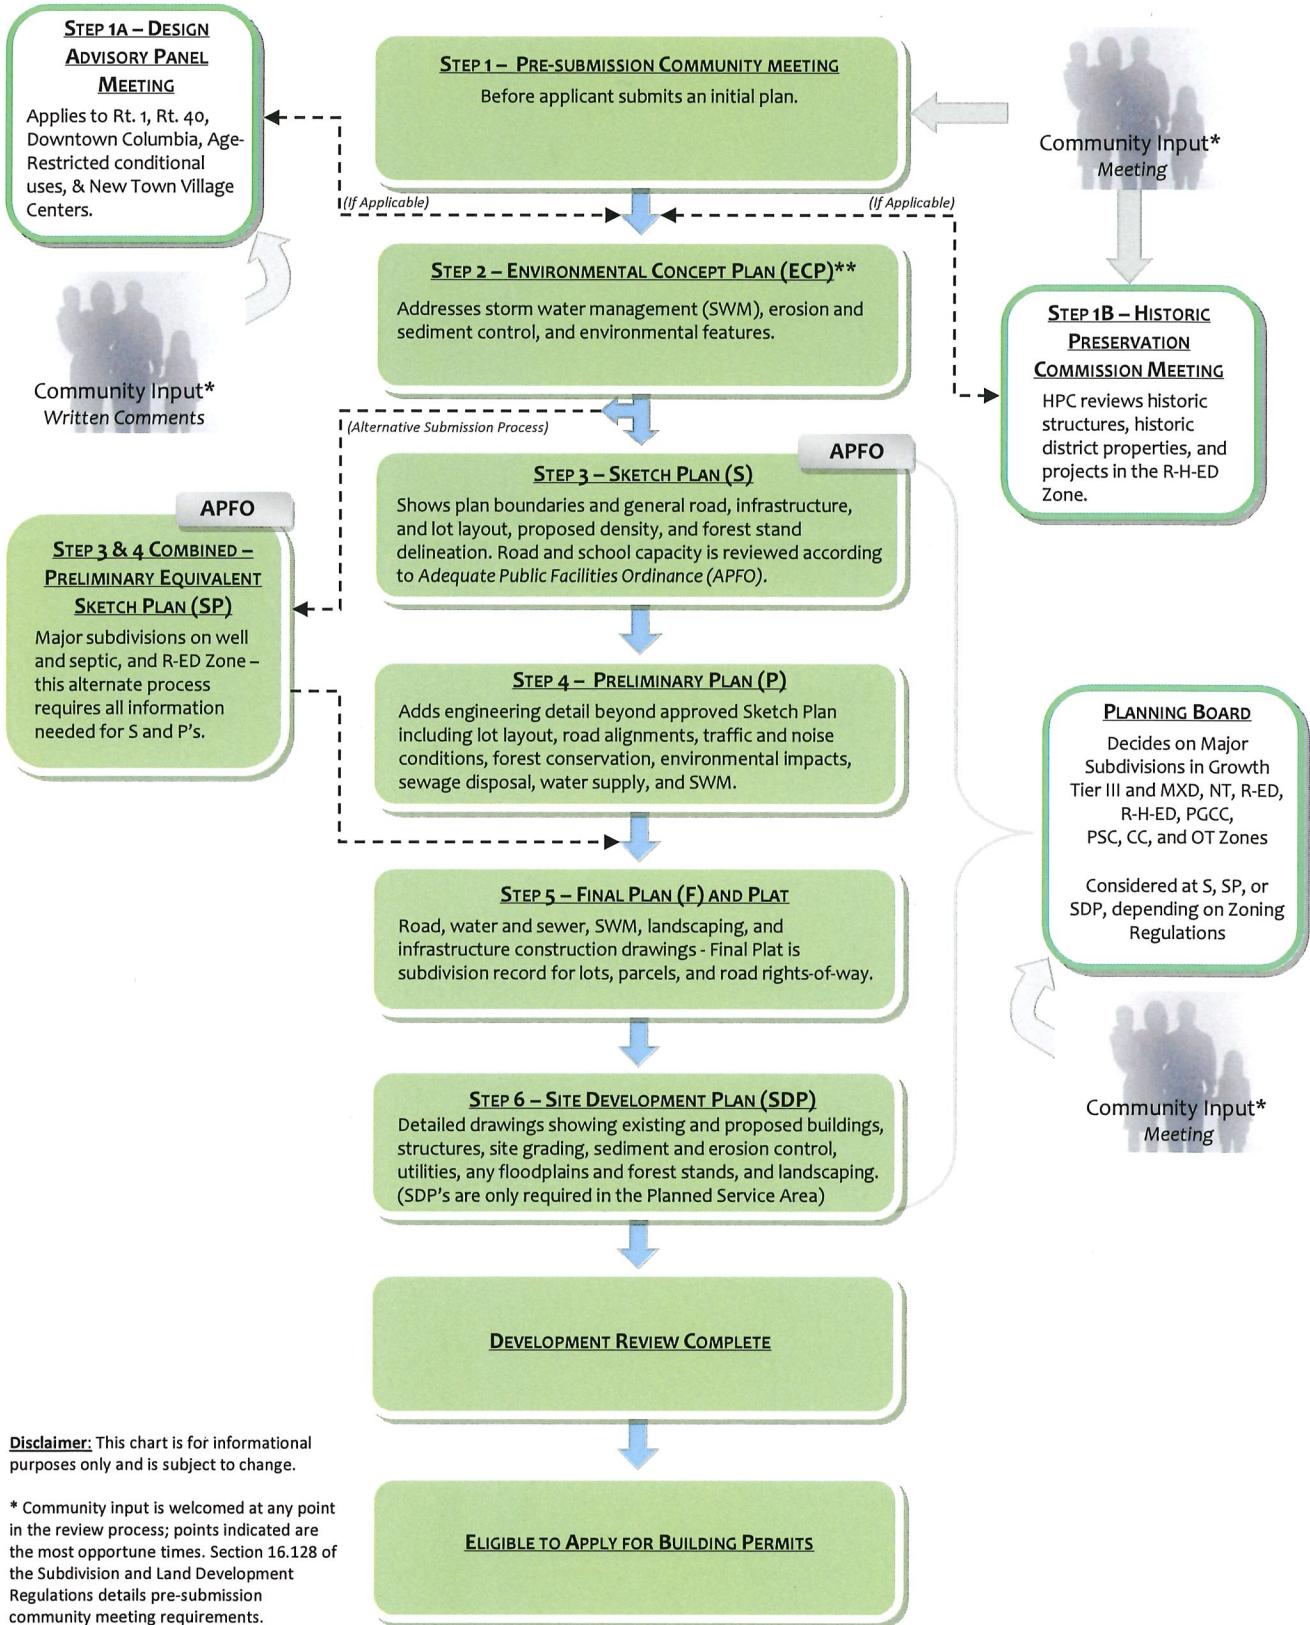 STEP 1A – DESIGN
ADVISORY PANEL
MEETING
Applies to Rt. 1, Rt. 40,
Downtown Columbia, Age-
Restricted conditional
uses, & New Town Village
Centers.
STEP 1 – PRE-SUBMISSION COMMUNITY MEETING
Before applicant submits an initial plan.
Community Input*
Meeting
(If Applicable)
(If Applicable)
Community Input*
Written Comments
STEP 2 – ENVIRONMENTAL CONCEPT PLAN (ECP)**
Addresses storm water management (SWM), erosion and
sediment control, and environmental features.
STEP 1B – HISTORIC
PRESERVATION
COMMISSION MEETING
HPC reviews historic
structures, historic
district properties, and
projects in the R-H-ED
Zone.
(Alternative Submission Process)
APFO
STEP 3 – SKETCH PLAN (S)
Shows plan boundaries and general road, infrastructure,
and lot layout, proposed density, and forest stand
delineation. Road and school capacity is reviewed according
to Adequate Public Facilities Ordinance (APFO).
APFO
STEP 3 & 4 COMBINED –
PRELIMINARY EQUIVALENT
SKETCH PLAN (SP)
Major subdivisions on well
and septic, and R-ED Zone –
this alternate process
requires all information
needed for S and P's.
STEP 4 – PRELIMINARY PLAN (P)
Adds engineering detail beyond approved Sketch Plan
including lot layout, road alignments, traffic and noise
conditions, forest conservation, environmental impacts,
sewage disposal, water supply, and SWM.
PLANNING BOARD
Decides on Major
Subdivisions in Growth
Tier III and MXD, NT, R-ED,
R-H-ED, PGCC,
PSC, CC, and OT Zones
Considered at S, SP, or
SDP, depending on Zoning
Regulations
STEP 5 – FINAL PLAN (F) AND PLAT
Road, water and sewer, SWM, landscaping, and
infrastructure construction drawings - Final Plat is
subdivision record for lots, parcels, and road rights-of-way.
Community Input*
Meeting
STEP 6 – SITE DEVELOPMENT PLAN (SDP)
Detailed drawings showing existing and proposed buildings,
structures, site grading, sediment and erosion control,
utilities, any floodplains and forest stands, and landscaping.
(SDP's are only required in the Planned Service Area)
DEVELOPMENT REVIEW COMPLETE
ELIGIBLE TO APPLY FOR BUILDING PERMITS
Disclaimer: This chart is for informational
purposes only and is subject to change.
* Community input is welcomed at any point
in the review process; points indicated are
the most opportune times. Section 16.128 of
the Subdivision and Land Development
Regulations details pre-submission
community meeting requirements.